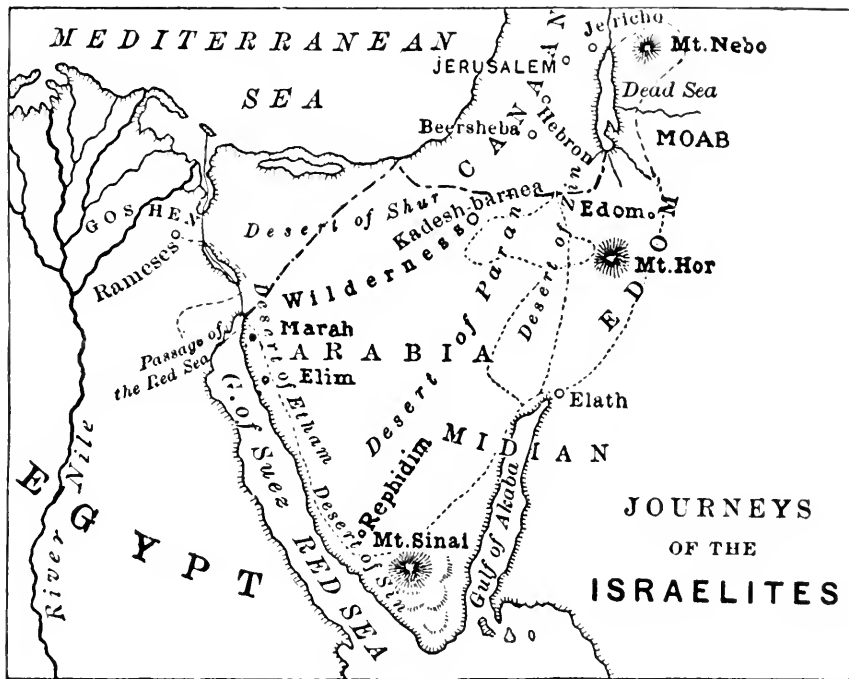 MEDITERRANEAN
SEA
Jericho
Mt. Nebo
JERUSALEM
Dead Sea
CANAAN
Hebron
Beersheba
MOAB
GOSHEN
Desert of Shur
Kadesh-barnea
Desert of Zin
Edom
Rameses
Wilderness
Mt. Hor
EDOM
Marah
Passage of
the Red Sea
ARABIA
Desert of Paran
Desert of Zin
Elim
Desert of Etham
Elath
G. of Suez
MIDIAN
River Nile
EGYPT
Rephidim
Desert of Sin
Mt. Sinai
Gulf of Akaba
RED SEA
JOURNEYS
OF THE
ISRAELITES